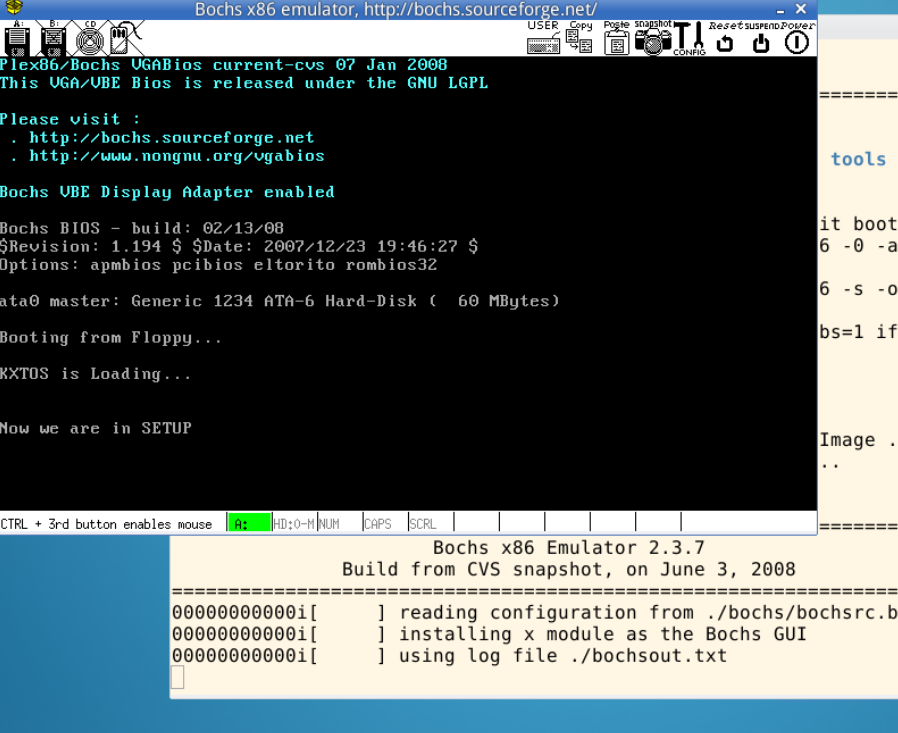 Bochs x86 emulator, http://bochs.sourceforge.net/
A: B: CD USER Copy Paste snapshot CONFIG Reset SUSPEND Power
Plex86/Bochs VGABios current-cvs 07 Jan 2008
This VGA/VBE Bios is released under the GNU LGPL
Please visit :
. http://bochs.sourceforge.net
. http://www.nongnu.org/vgabios
Bochs VBE Display Adapter enabled
Bochs BIOS - build: 02/13/08
$Revision: 1.194 $ $Date: 2007/12/23 19:46:27 $
Options: apmbios pcibios eltorito rombios32
ata0 master: Generic 1234 ATA-6 Hard-Disk (  60 MBytes)
Booting from Floppy...
KXTOS is Loading...
Now we are in SETUP
CTRL + 3rd button enables mouse A: HD:0-M NUM CAPS SCRL
=======
tools
it boot
6 -0 -a
6 -s -o
bs=1 if
Image .
..
=======
Bochs x86 Emulator 2.3.7
Build from CVS snapshot, on June 3, 2008
================================================================
00000000000i[      ] reading configuration from ./bochs/bochsrc.b
00000000000i[      ] installing x module as the Bochs GUI
00000000000i[      ] using log file ./bochsout.txt